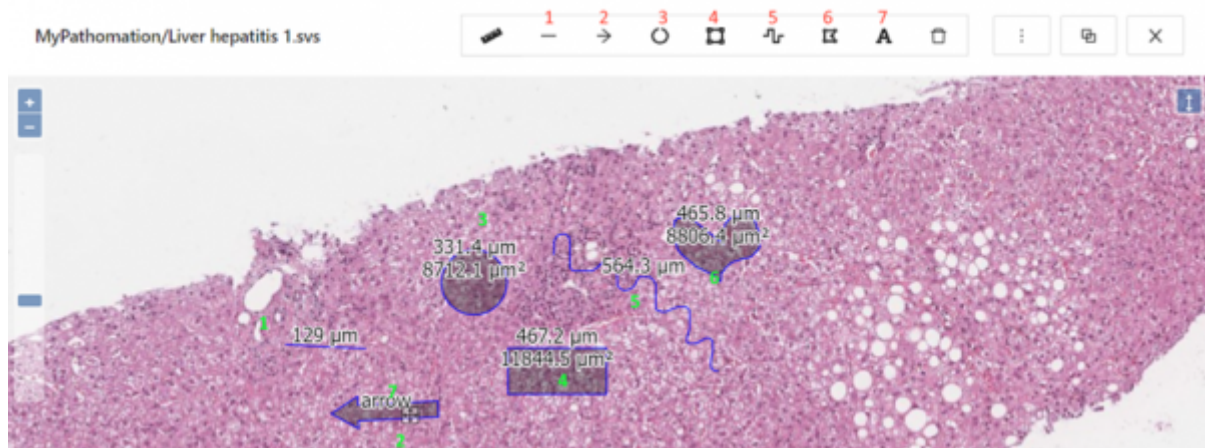 1 2 3 4 5 6 7
MyPathomation/Liver hepatitis 1.svs
A
+
−
465.8 µm
8806.4 µm²
3
331.4 µm
8712.1 µm²
564.3 µm
6
5
1
129 µm
467.2 µm
11844.5 µm²
4
7
arrow
2